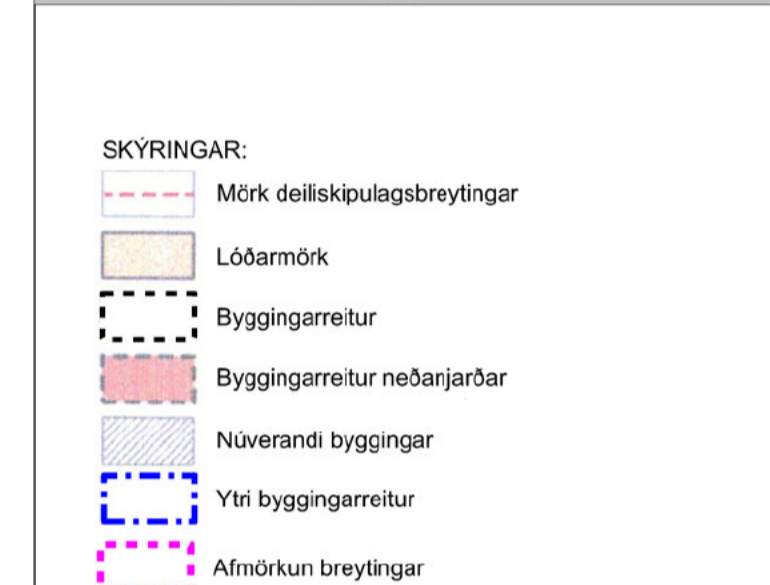 SKÝRINGAR:
Mörk deiliskipulagsbreytingar
Lóðarmörk
Byggingarreitur
Byggingarreitur neðanjarðar
Núverandi byggingar
Ytri byggingarreitur
Afmörkun breytingar